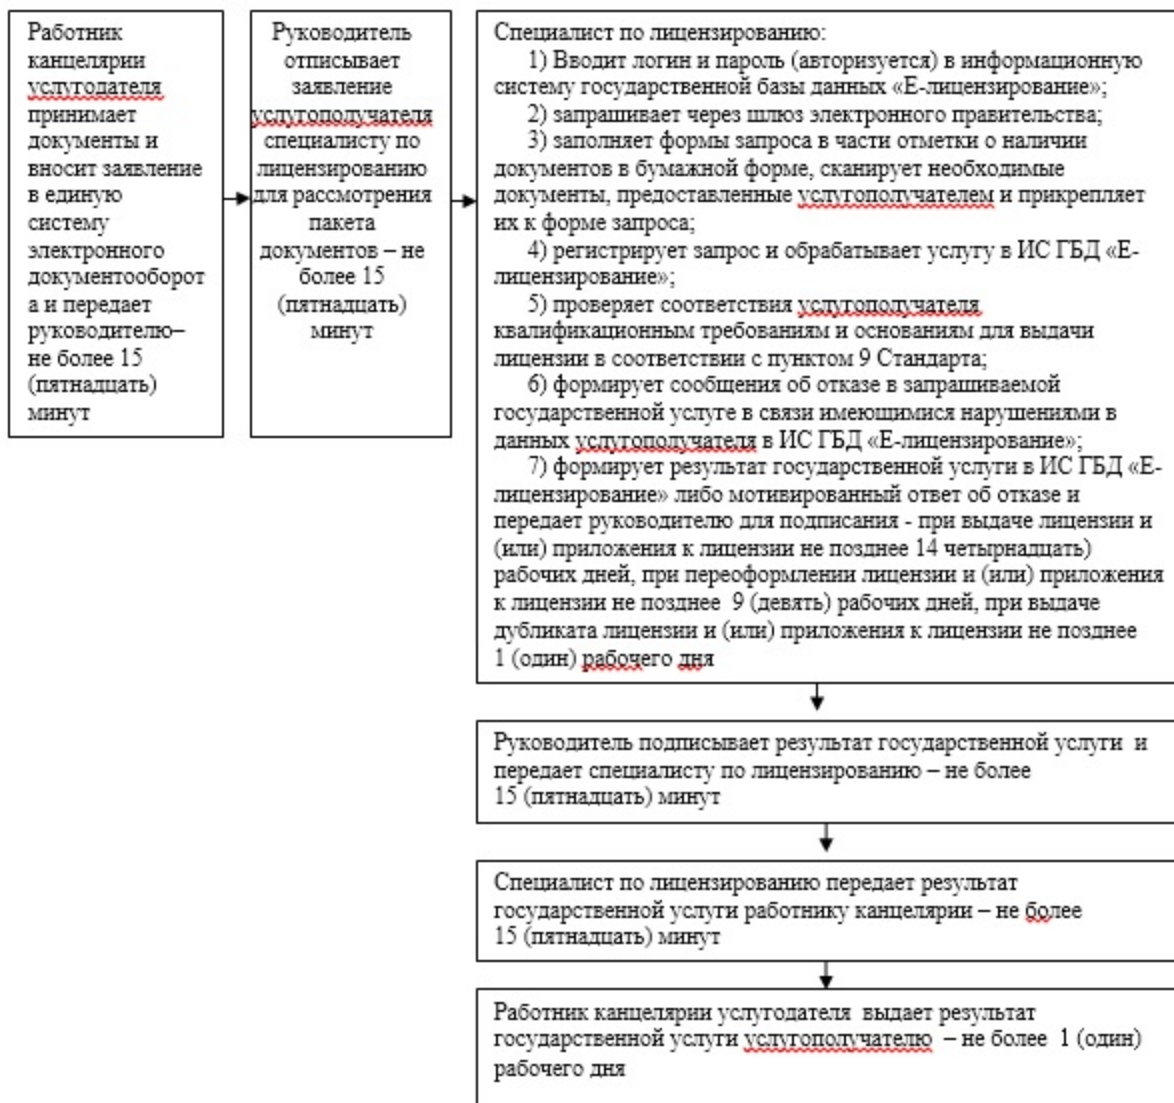 Работник
канцелярии
услугодателя
принимает
документы и
вносит заявление
в единую
систему
электронного
документооборот
а и передает
руководителю–
не более 15
(пятнадцать)
минут
Руководитель
отписывает
заявление
услугополучателя
специалисту по
лицензированию
для рассмотрения
пакета
документов – не
более 15
(пятнадцать)
минут
Специалист по лицензированию:
1) Вводит логин и пароль (авторизуется) в информационную
систему государственной базы данных «Е-лицензирование»;
2) запрашивает через шлюз электронного правительства;
3) заполняет формы запроса в части отметки о наличии
документов в бумажной форме, сканирует необходимые
документы, предоставленные услугополучателем и прикрепляет
их к форме запроса;
4) регистрирует запрос и обрабатывает услугу в ИС ГБД «Е-
лицензирование»;
5) проверяет соответствия услугополучателя
квалификационным требованиям и основаниям для выдачи
лицензии в соответствии с пунктом 9 Стандарта;
6) формирует сообщения об отказе в запрашиваемой
государственной услуге в связи имеющимися нарушениями в
данных услугополучателя в ИС ГБД «Е-лицензирование»;
7) формирует результат государственной услуги в ИС ГБД «Е-
лицензирование» либо мотивированный ответ об отказе и
передает руководителю для подписания - при выдаче лицензии и
(или) приложения к лицензии не позднее 14 четырнадцать)
рабочих дней, при переоформлении лицензии и (или) приложения
к лицензии не позднее 9 (девять) рабочих дней, при выдаче
дубликата лицензии и (или) приложения к лицензии не позднее
1 (один) рабочего дня
Руководитель подписывает результат государственной услуги и
передает специалисту по лицензированию – не более
15 (пятнадцать) минут
Специалист по лицензированию передает результат
государственной услуги работнику канцелярии – не более
15 (пятнадцать) минут
Работник канцелярии услугодателя выдает результат
государственной услуги услугополучателю – не более 1 (один)
рабочего дня